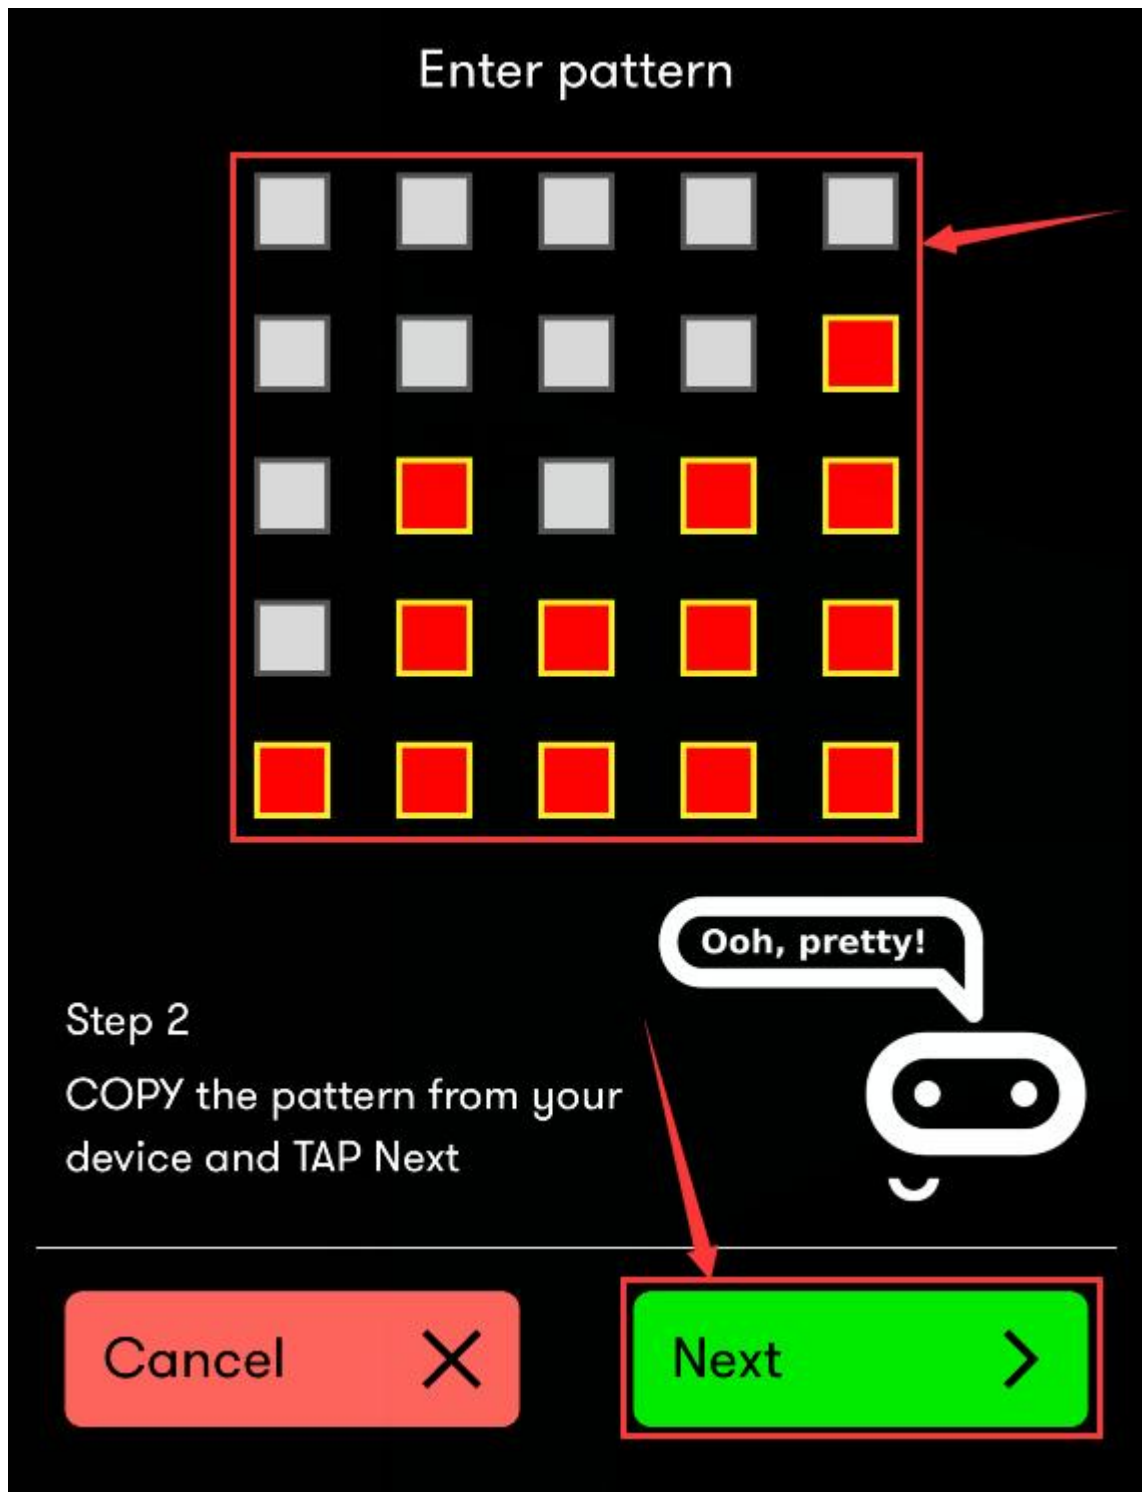 Enter pattern
Ooh, pretty!
Step 2
COPY the pattern from your
device and TAP Next
Cancel
Next